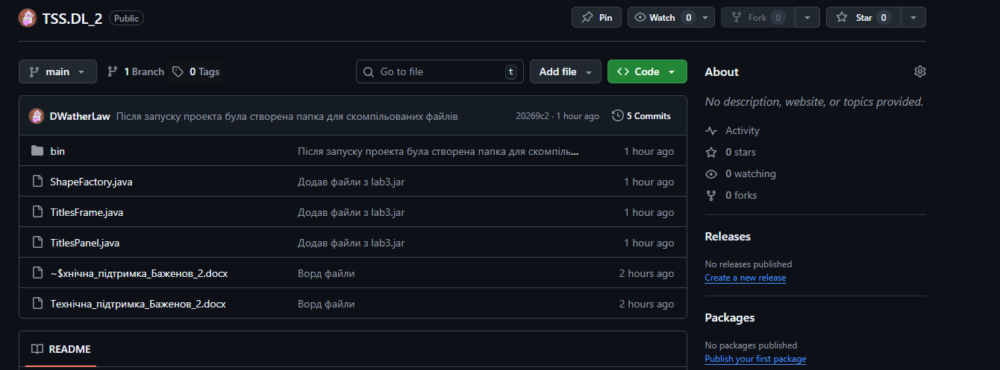 TSS.DL_2 Public Pin Watch 0 Fork 0 Star 0
main 1 Branch 0 Tags Go to file t Add file Code
DWatherLaw Після запуску проекта була створена папка для скомпільованих файлів 20269c2 · 1 hour ago 5 Commits
bin Після запуску проекта була створена папка для скомпіль... 1 hour ago
ShapeFactory.java Додав файли з lab3.jar 1 hour ago
TitlesFrame.java Додав файли з lab3.jar 1 hour ago
TitlesPanel.java Додав файли з lab3.jar 1 hour ago
~$хнічна_підтримка_Баженов_2.docx Ворд файли 2 hours ago
Технічна_підтримка_Баженов_2.docx Ворд файли 2 hours ago
README
About
No description, website, or topics provided.
Activity
0 stars
0 watching
0 forks
Releases
No releases published
Create a new release
Packages
No packages published
Publish your first package